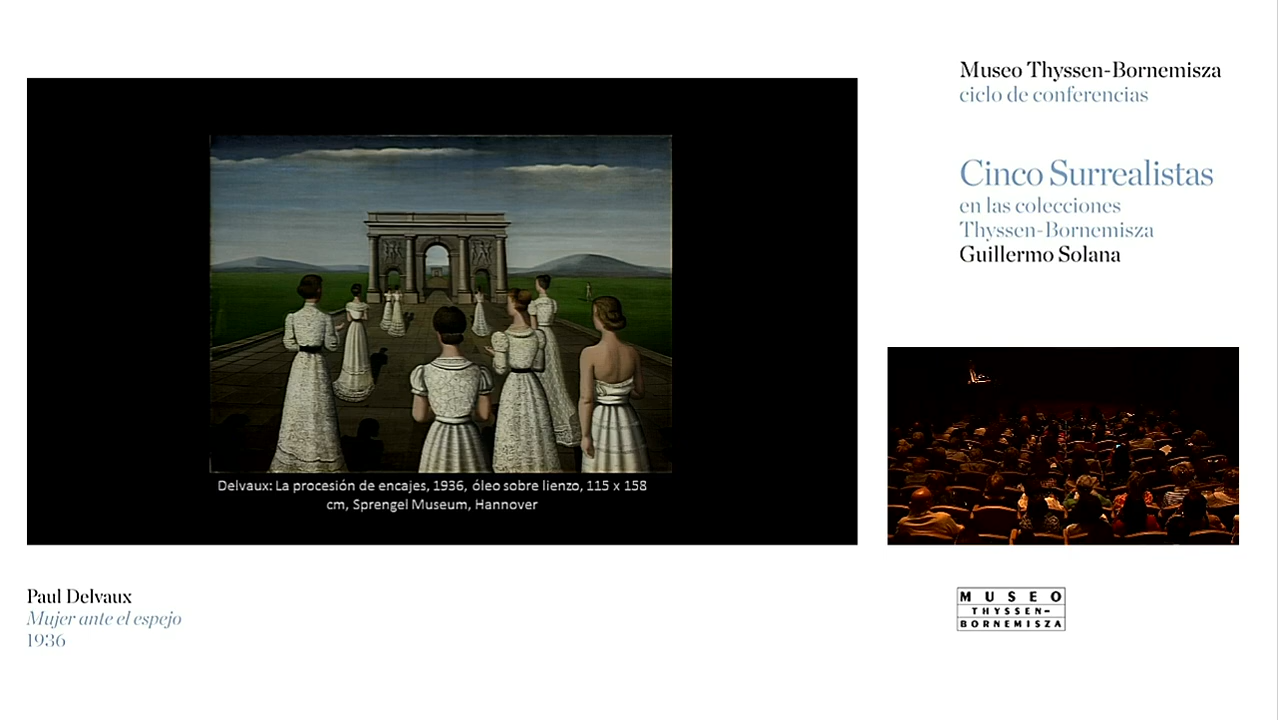 Museo Thyssen-Bornemisza
ciclo de conferencias
Cinco Surrealistas
en las colecciones
Thyssen-Bornemisza
Guillermo Solana
Delvaux: La procesión de encajes, 1936, óleo sobre lienzo, 115 x 158
cm, Sprengel Museum, Hannover
Paul Delvaux
Mujer ante el espejo
1936
MUSEO
THYSSEN-
BORNEMISZA